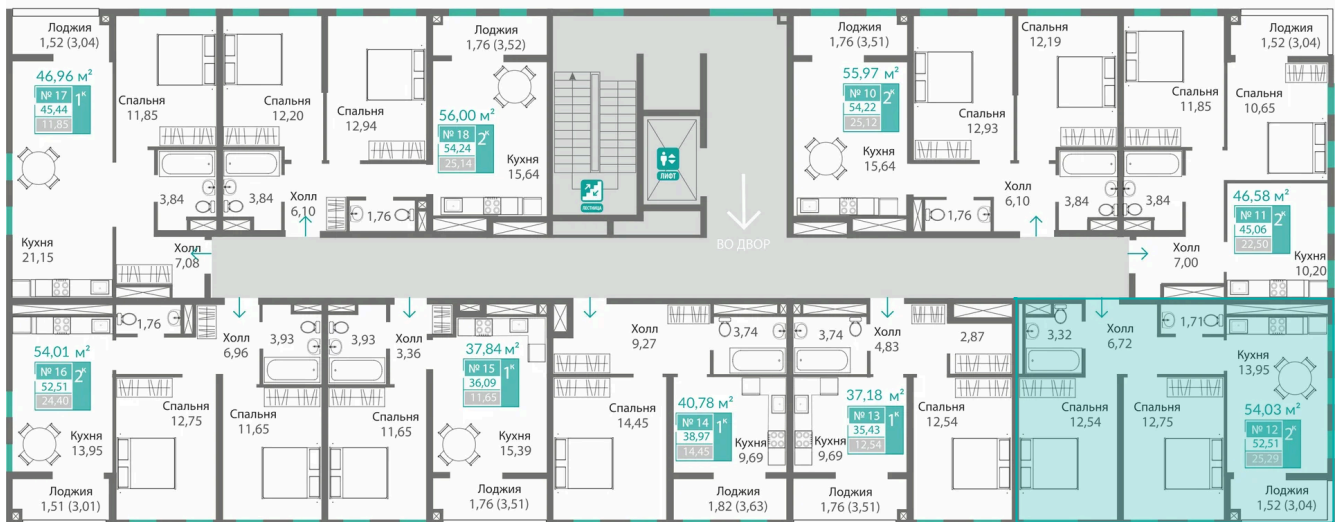 Лоджия
1,52 (3,04)
46,96 м²
№ 17
45,44
11,85
1к
Кухня
21,15
Спальня
11,85
3,84
Холл
7,08
Спальня
12,20
3,84
Холл
6,10
Спальня
12,94
1,76
Лоджия
1,76 (3,52)
56,00 м²
№ 18
54,24
25,14
2к
Кухня
15,64
ЛЕСТНИЦА
ЛИФТ
ВО ДВОР
Лоджия
1,76 (3,51)
55,97 м²
№ 10
54,22
25,12
2к
Кухня
15,64
Спальня
12,93
1,76
Спальня
12,19
Холл
6,10
3,84
Спальня
11,85
3,84
Холл
7,00
Лоджия
1,52 (3,04)
Спальня
10,65
46,58 м²
№ 11
45,06
22,50
2к
Кухня
10,20
1,76
54,01 м²
№ 16
52,51
24,40
2к
Кухня
13,95
Лоджия
1,51 (3,01)
Холл
6,96
Спальня
12,75
3,93
Спальня
11,65
3,93
Холл
3,36
Спальня
11,65
37,84 м²
№ 15
36,09
11,65
1к
Кухня
15,39
Лоджия
1,76 (3,51)
Холл
9,27
Спальня
14,45
3,74
40,78 м²
№ 14
38,97
14,45
1к
Кухня
9,69
Лоджия
1,82 (3,63)
3,74
Холл
4,83
2,87
37,18 м²
№ 13
35,43
12,54
1к
Кухня
9,69
Лоджия
1,76 (3,51)
Спальня
12,54
3,32
Холл
6,72
1,71
Спальня
12,54
Спальня
12,75
Кухня
13,95
54,03 м²
№ 12
52,51
25,29
2к
Лоджия
1,52 (3,04)